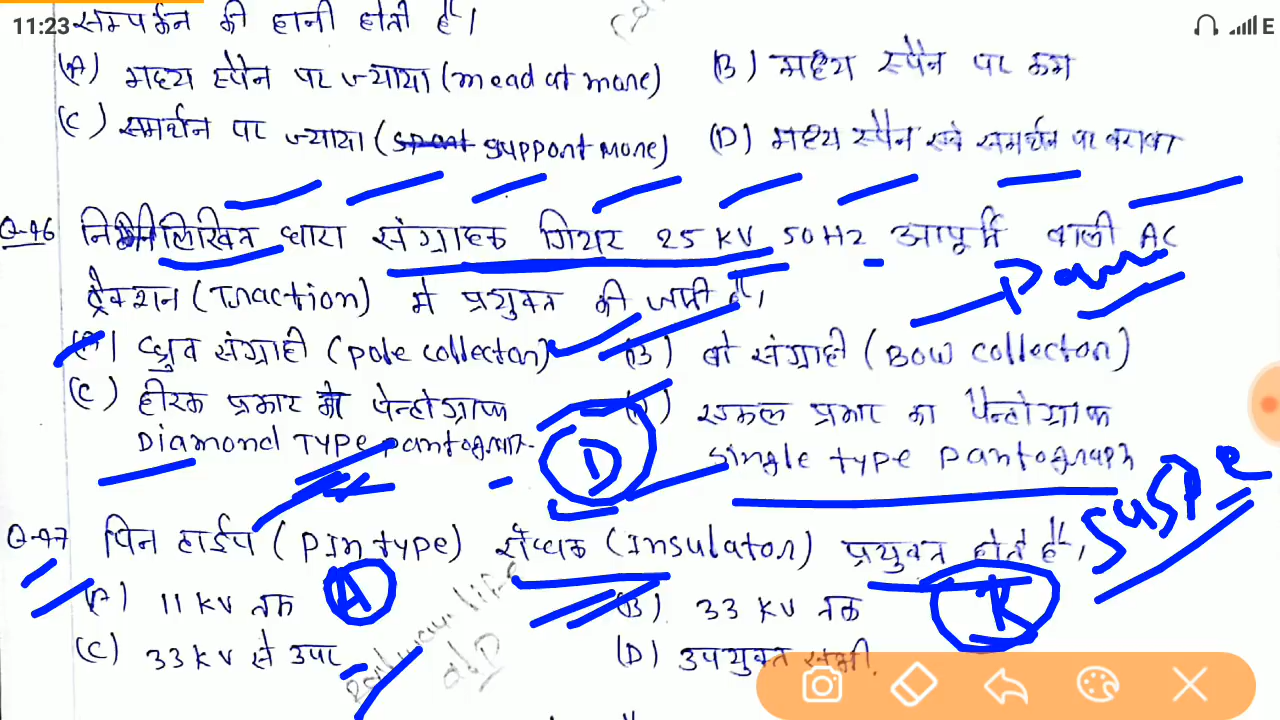 11:23 सम्पर्कन की हानी होती है। E
(A) मध्य स्पैन पर ज्याया (mead at more) (B) मध्य स्पैन पर कम
(C) समर्थन पर ज्याया (support more) (D) मध्य स्पैन एवं समर्थन पर बराबर
Q-46 निम्नलिखित धारा संग्राहक गियर 25 KV 50 Hz आपूर्ति वाली AC
ट्रैक्शन (Traction) मे प्रयुक्त की जाती है।
(A) ध्रुव संग्राही (pole collector) (B) बो संग्राही (Bow collector)
(C) हीरक प्रकार का पेन्टोग्राफ (D) एकल प्रकार का पैन्टोग्राफ
Diamond Type pantograph D single type pantograph
Suspe
Q-47 पिन टाईप (pin type) रोधक (insulator) प्रयुक्त होते है।
(A) 11 KV तक A (B) 33 KV तक K
(C) 33 KV से उपर (D) उपयुक्त सभी